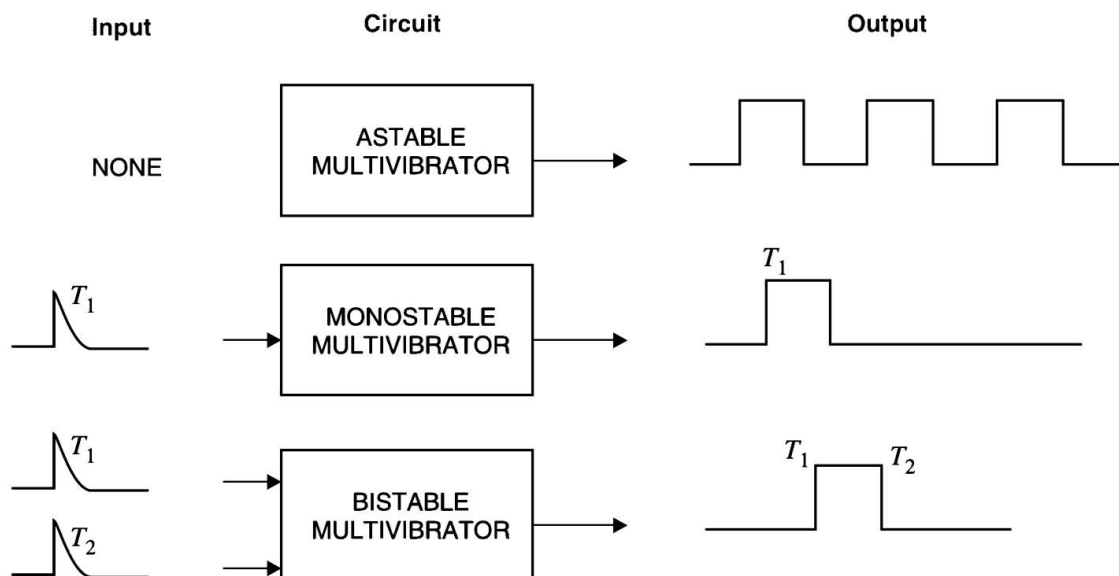 Input Circuit Output
NONE
ASTABLE
MULTIVIBRATOR
T₁
MONOSTABLE
MULTIVIBRATOR
T₁
T₁
T₂
BISTABLE
MULTIVIBRATOR
T₁ T₂